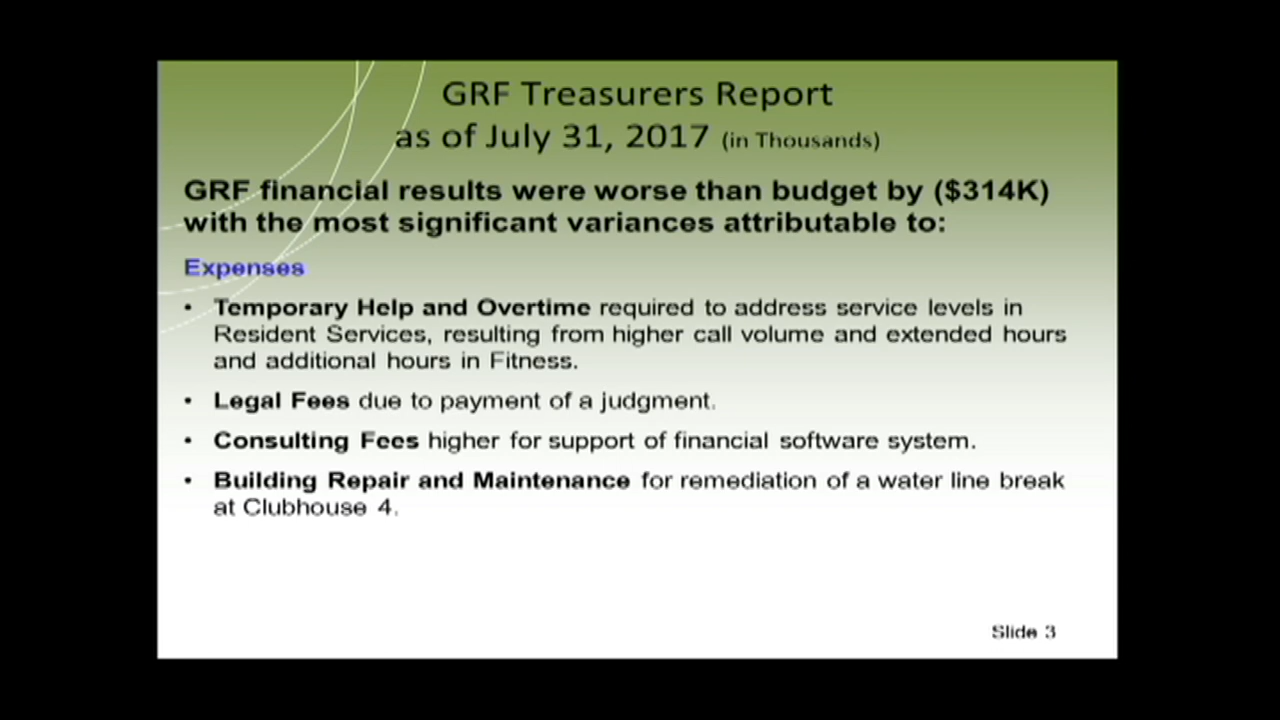 GRF Treasurers Report
as of July 31, 2017 (in Thousands)
GRF financial results were worse than budget by ($314K)
with the most significant variances attributable to:
Expenses
• Temporary Help and Overtime required to address service levels in
Resident Services, resulting from higher call volume and extended hours
and additional hours in Fitness.
• Legal Fees due to payment of a judgment.
• Consulting Fees higher for support of financial software system.
• Building Repair and Maintenance for remediation of a water line break
at Clubhouse 4.
Slide 3